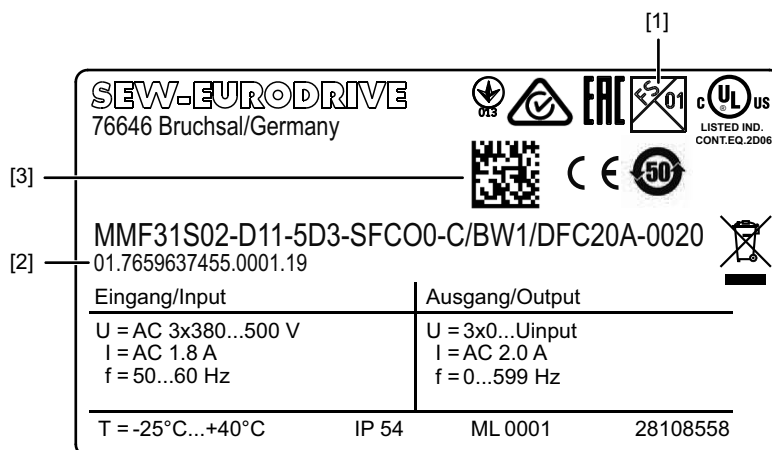 [1]
SEW-EURODRIVE
76646 Bruchsal/Germany
013
EAC
FS 01
c UL US
LISTED IND.
CONT.EQ.2D06
[3]
CE
50
MMF31S02-D11-5D3-SFCO0-C/BW1/DFC20A-0020
[2]
01.7659637455.0001.19
Eingang/Input
Ausgang/Output
U = AC 3x380...500 V
U = 3x0...Uinput
I = AC 1.8 A
I = AC 2.0 A
f = 50...60 Hz
f = 0...599 Hz
T = -25°C...+40°C IP 54 ML 0001 28108558